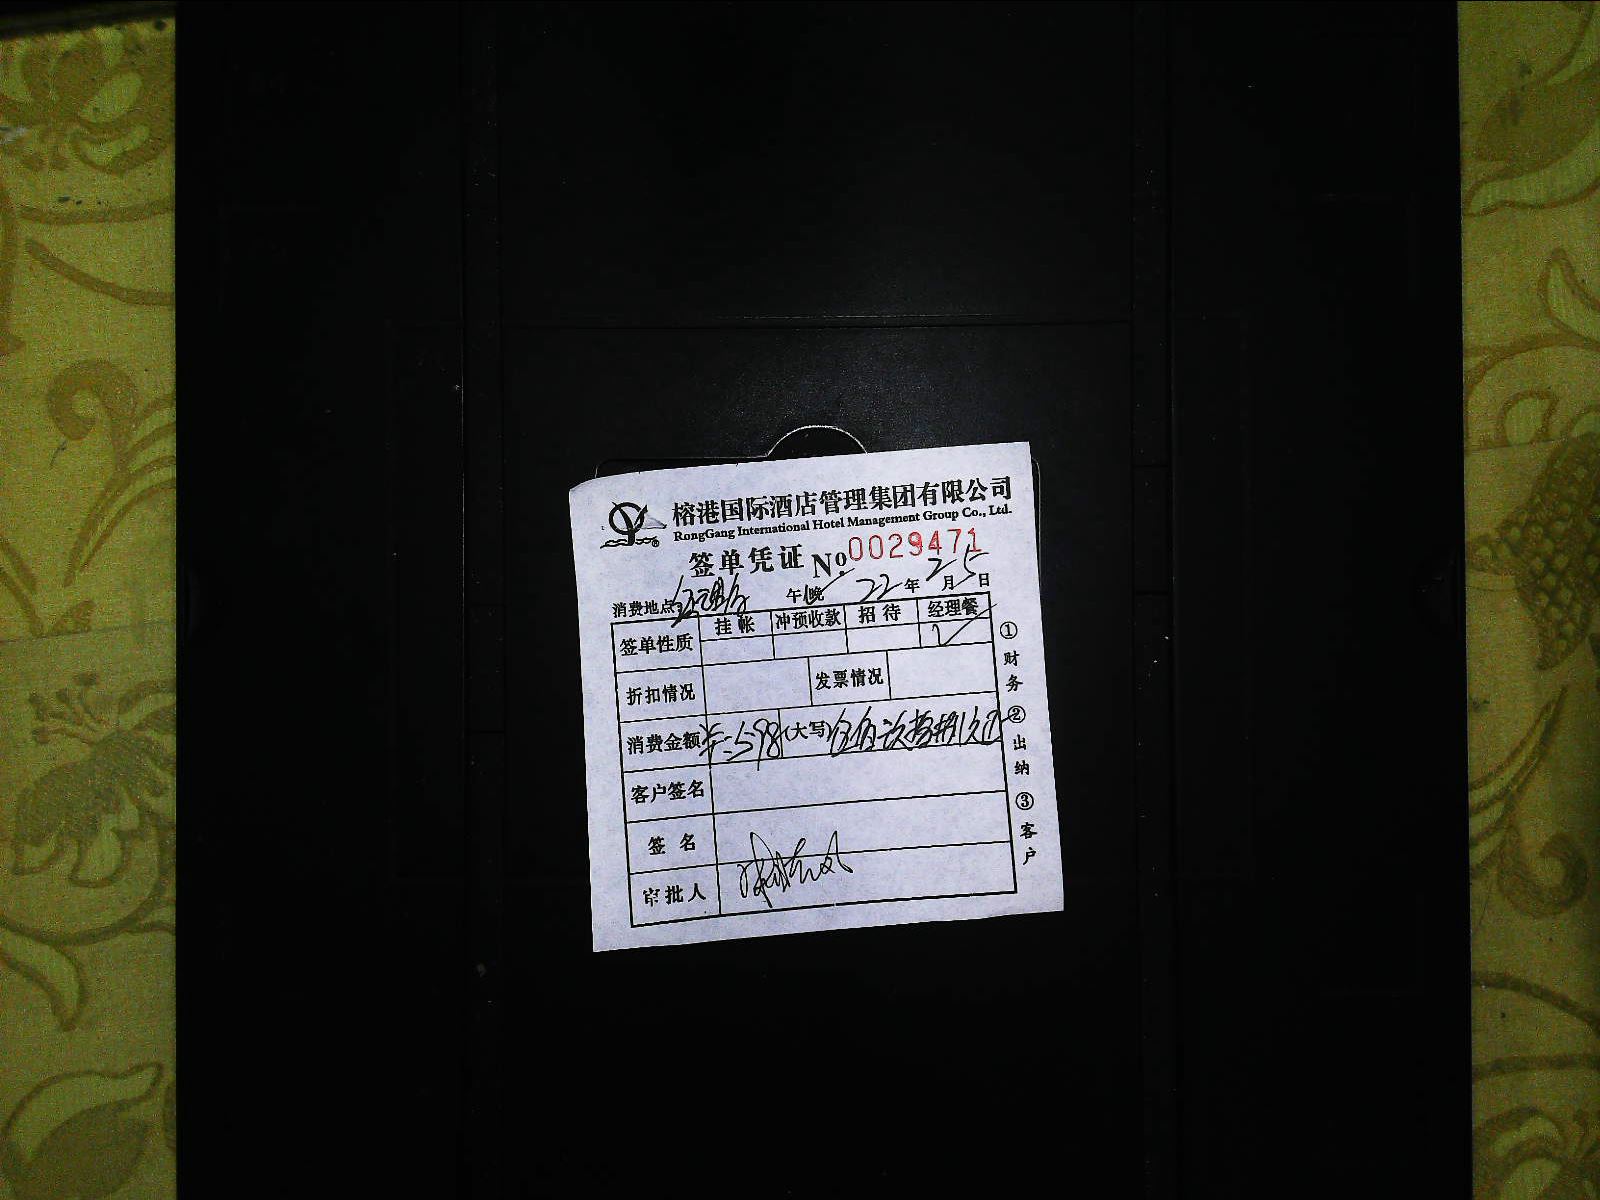 榕港国际酒店管理集团有限公司
RongGang International Hotel Management Group Co., Ltd.
签单凭证 Nº 0029471
消费地点: 午 晚 22年2月5日
签单性质 挂帐 冲预收款 招待 经理餐
折扣情况 发票情况
消费金额 598 (大写)
客户签名
签名
审批人
①财务 ②出纳 ③客户